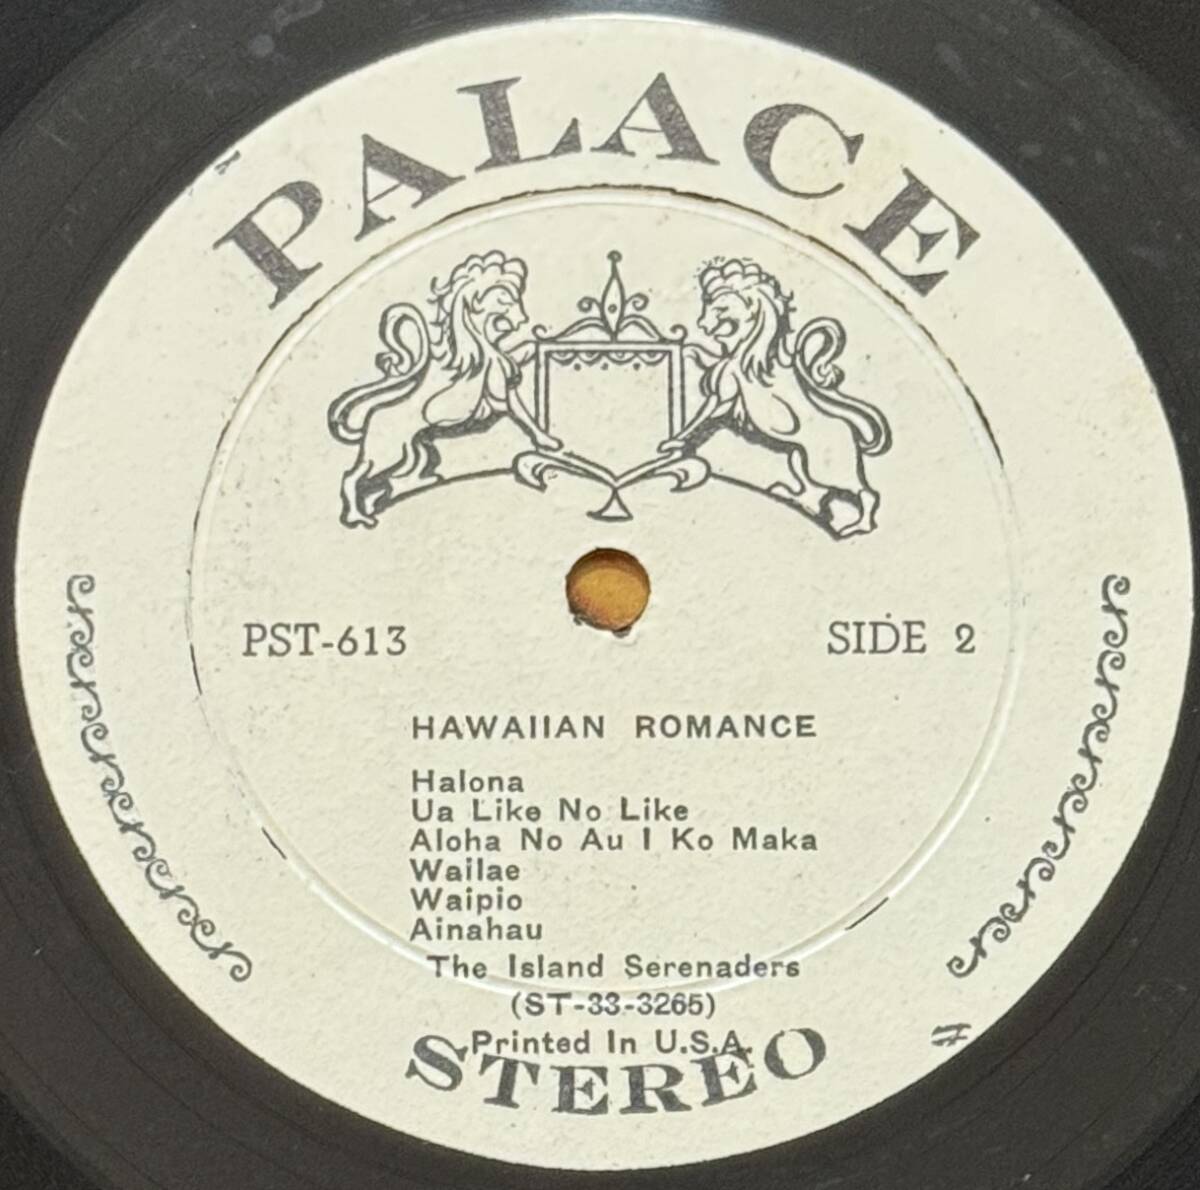 PALACE
PST-613
SIDE 2
HAWAIIAN ROMANCE
Halona
Ua Like No Like
Aloha No Au I Ko Maka
Wailae
Waipio
Ainahau
The Island Serenaders
(ST-33-3265)
Printed In U.S.A.
STEREO